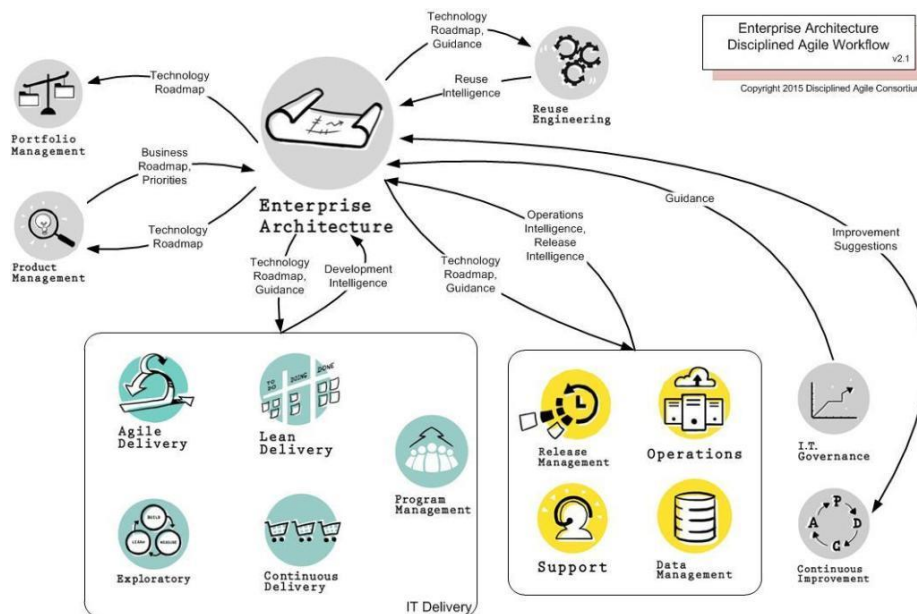 Enterprise Architecture
Disciplined Agile Workflow
v2.1
Copyright 2015 Disciplined Agile Consortium
Technology
Roadmap,
Guidance
Reuse
Intelligence
Reuse
Engineering
Technology
Roadmap
Portfolio
Management
Business
Roadmap,
Priorities
Technology
Roadmap
Product
Management
Enterprise
Architecture
Guidance
Improvement
Suggestions
Operations
Intelligence,
Release
Intelligence
Technology
Roadmap,
Guidance
Development
Intelligence
Technology
Roadmap,
Guidance
TO
DO
DOING
DONE
Agile
Delivery
Lean
Delivery
Program
Management
BUILD
LEARN
MEASURE
Exploratory
Continuous
Delivery
IT Delivery
Release
Management
Operations
Support
Data
Management
I.T.
Governance
P
A
D
C
Continuous
Improvement